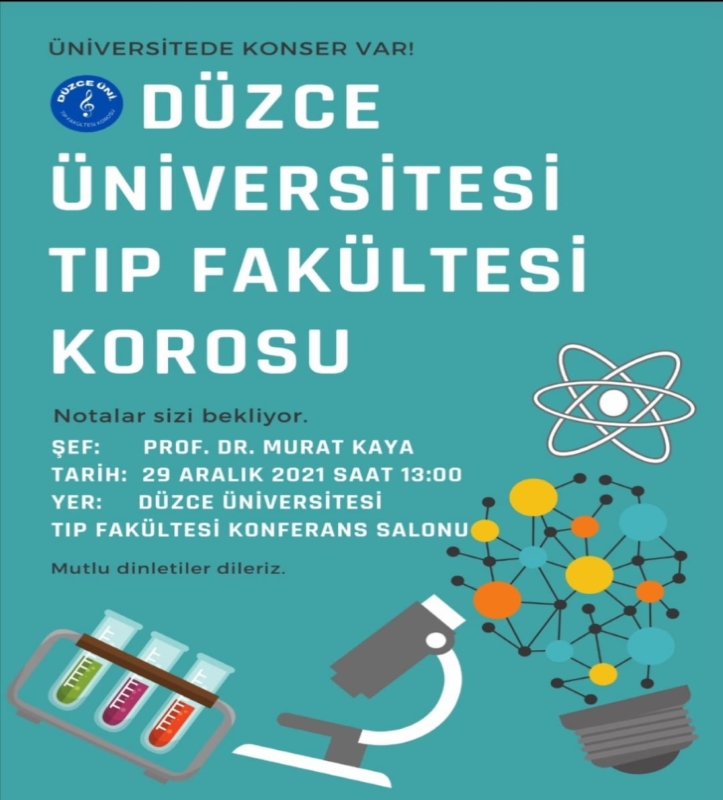 ÜNİVERSİTEDE KONSER VAR!
DÜZCE ÜNİ
TIP FAKÜLTESİ KOROSU
DÜZCE
ÜNİVERSİTESİ
TIP FAKÜLTESİ
KOROSU
Notalar sizi bekliyor.
ŞEF: PROF. DR. MURAT KAYA
TARİH: 29 ARALIK 2021 SAAT 13:00
YER: DÜZCE ÜNİVERSİTESİ
TIP FAKÜLTESİ KONFERANS SALONU
Mutlu dinletiler dileriz.